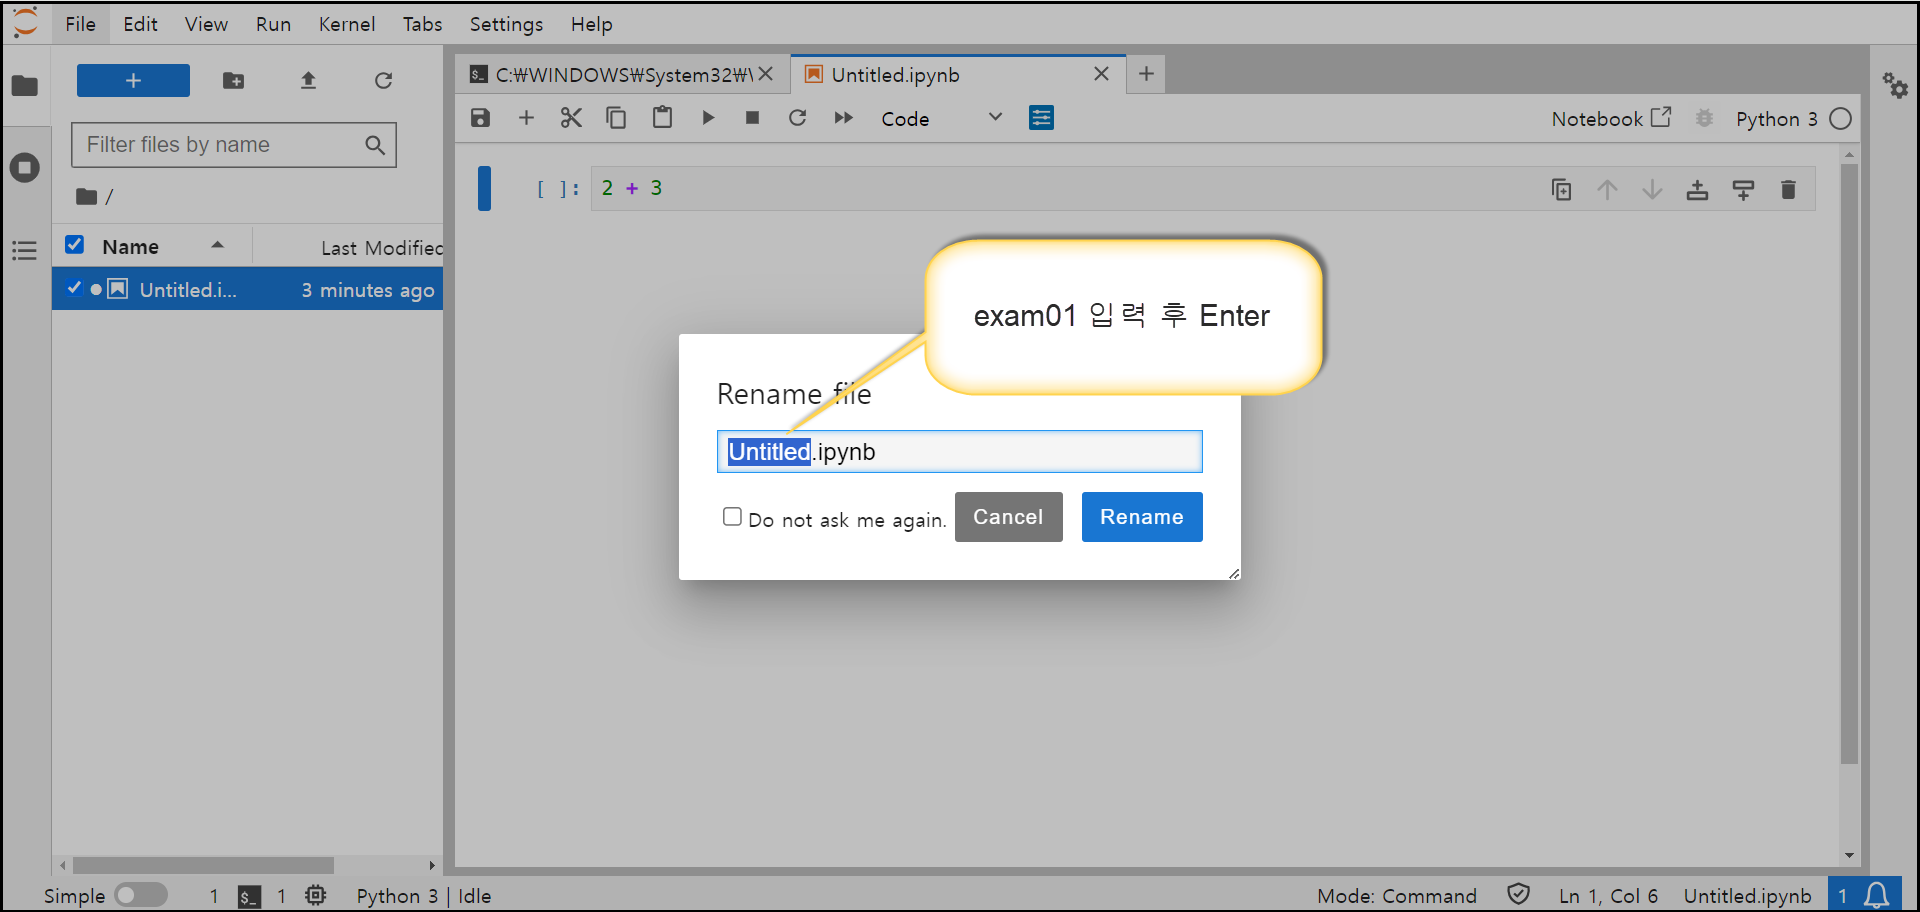 File Edit View Run Kernel Tabs Settings Help
C:₩WINDOWS₩System32₩
Untitled.ipynb
Code
Notebook
Python 3
Filter files by name
/
Name
Last Modified
Untitled.i...
3 minutes ago
[ ]: 2 + 3
exam01 입력 후 Enter
Rename file
Untitled.ipynb
Do not ask me again.
Cancel
Rename
Simple
1
$_
1
Python 3 | Idle
Mode: Command
Ln 1, Col 6
Untitled.ipynb
1